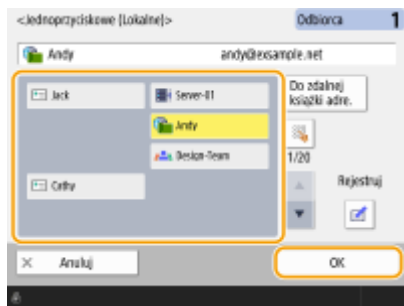 <Jednoprzyciskowe (Lokalne)>
Odbiorca 1
Andy andy@exsample.net
Jack
Server-01
Do zdalnej
książki adre.
Andy
Design-Team
1/20
Cathy
Rejestruj
Anuluj
OK